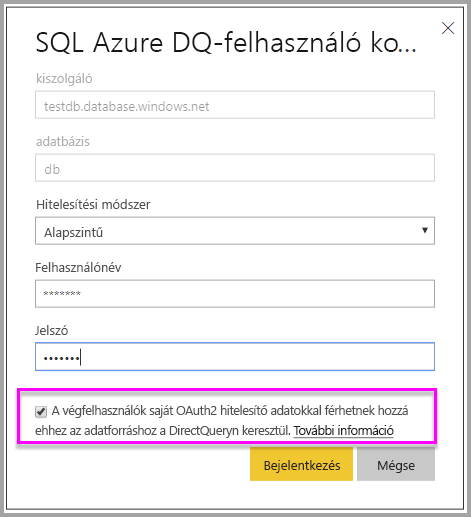 SQL Azure DQ-felhasználó ko...
kiszolgáló
testdb.database.windows.net
adatbázis
db
Hitelesítési módszer
Alapszintű
Felhasználónév
*******
Jelszó
•••••••
A végfelhasználók saját OAuth2 hitelesítő adatokkal férhetnek hozzá
ehhez az adatforráshoz a DirectQueryn keresztül. További információ
Bejelentkezés Mégse